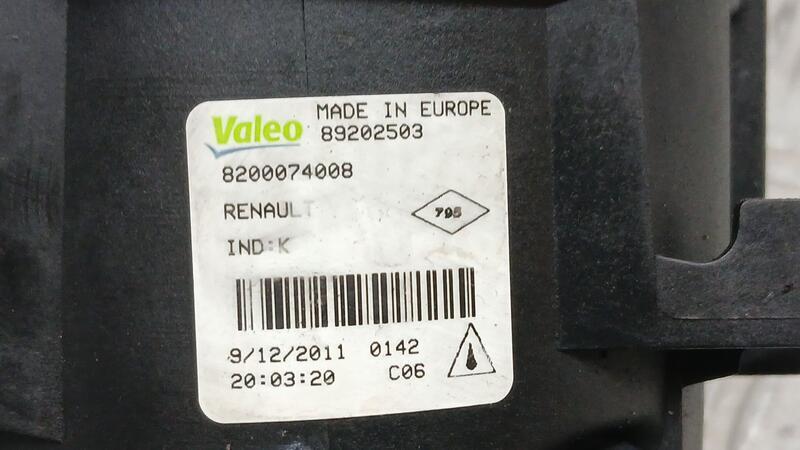 Valeo MADE IN EUROPE
89202503
8200074008
RENAULT 795
IND:K
9/12/2011 0142
20:03:20 C06